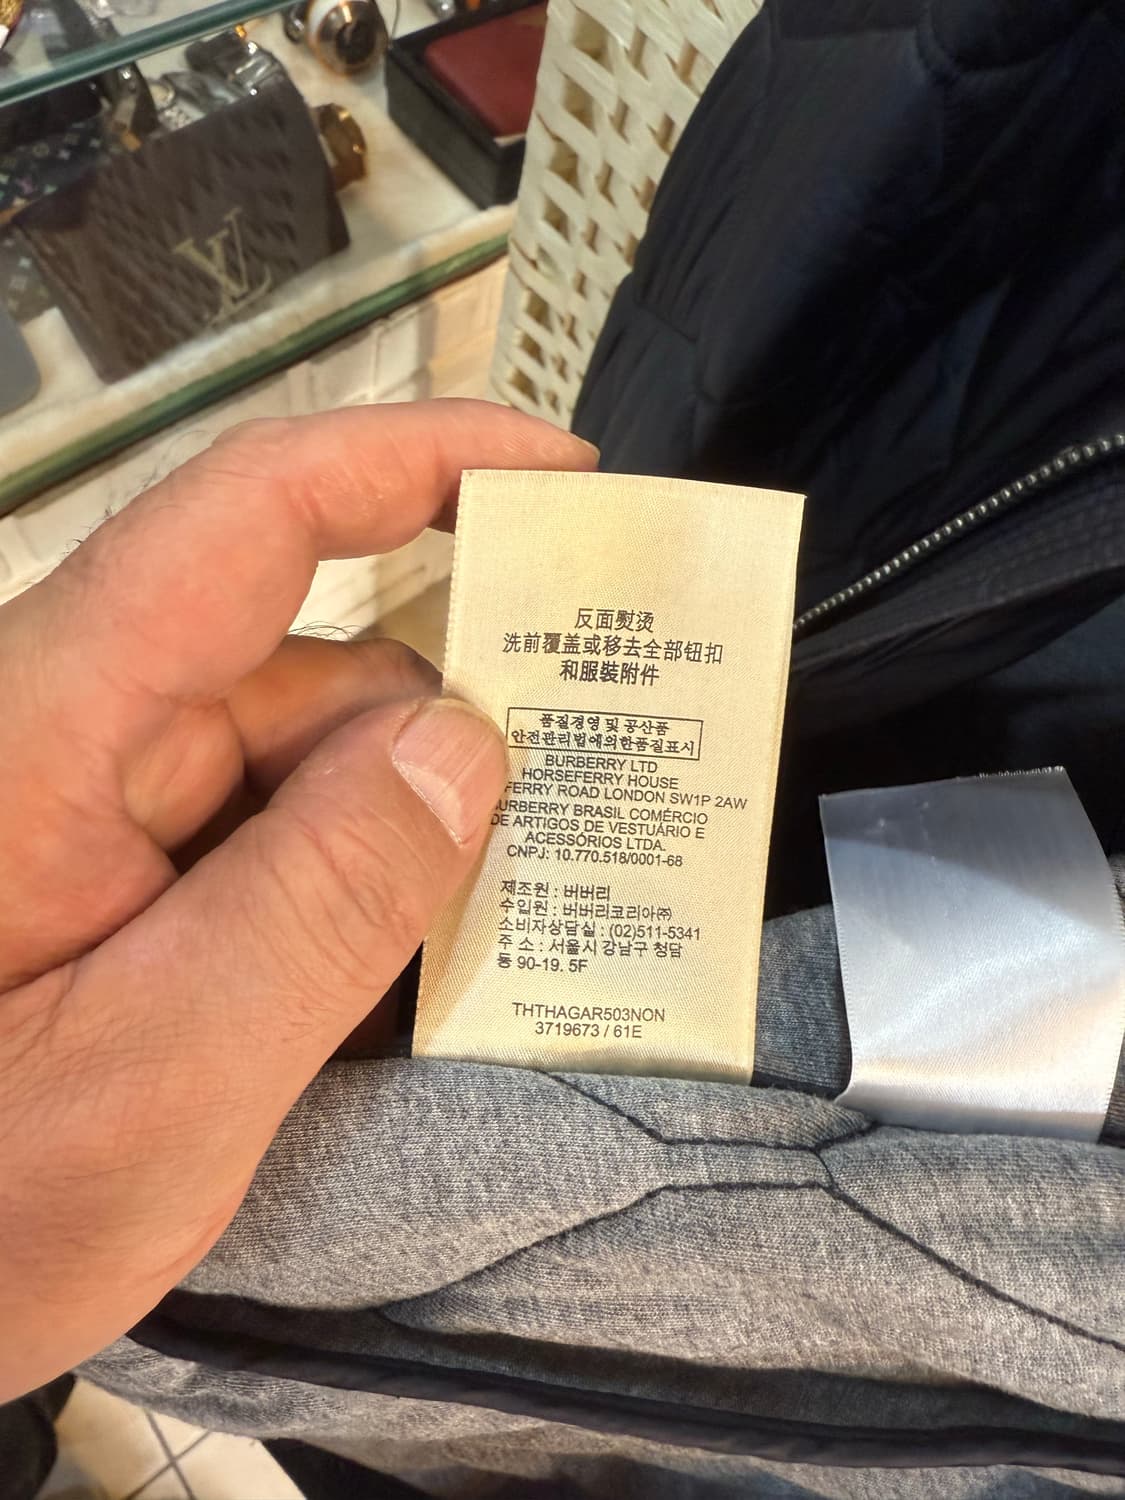 LV
反面熨烫
洗前覆盖或移去全部钮扣
和服装附件
품질경영 및 공산품
안전관리법에의한품질표시
BURBERRY LTD
HORSEFERRY HOUSE
FERRY ROAD LONDON SW1P 2AW
BURBERRY BRASIL COMÉRCIO
DE ARTIGOS DE VESTUÁRIO E
ACESSÓRIOS LTDA.
CNPJ: 10.770.518/0001-68
제조원 : 버버리
수입원 : 버버리코리아㈜
소비자상담실 : (02)511-5341
주 소 : 서울시 강남구 청담
동 90-19. 5F
THTHAGAR503NON
3719673 / 61E